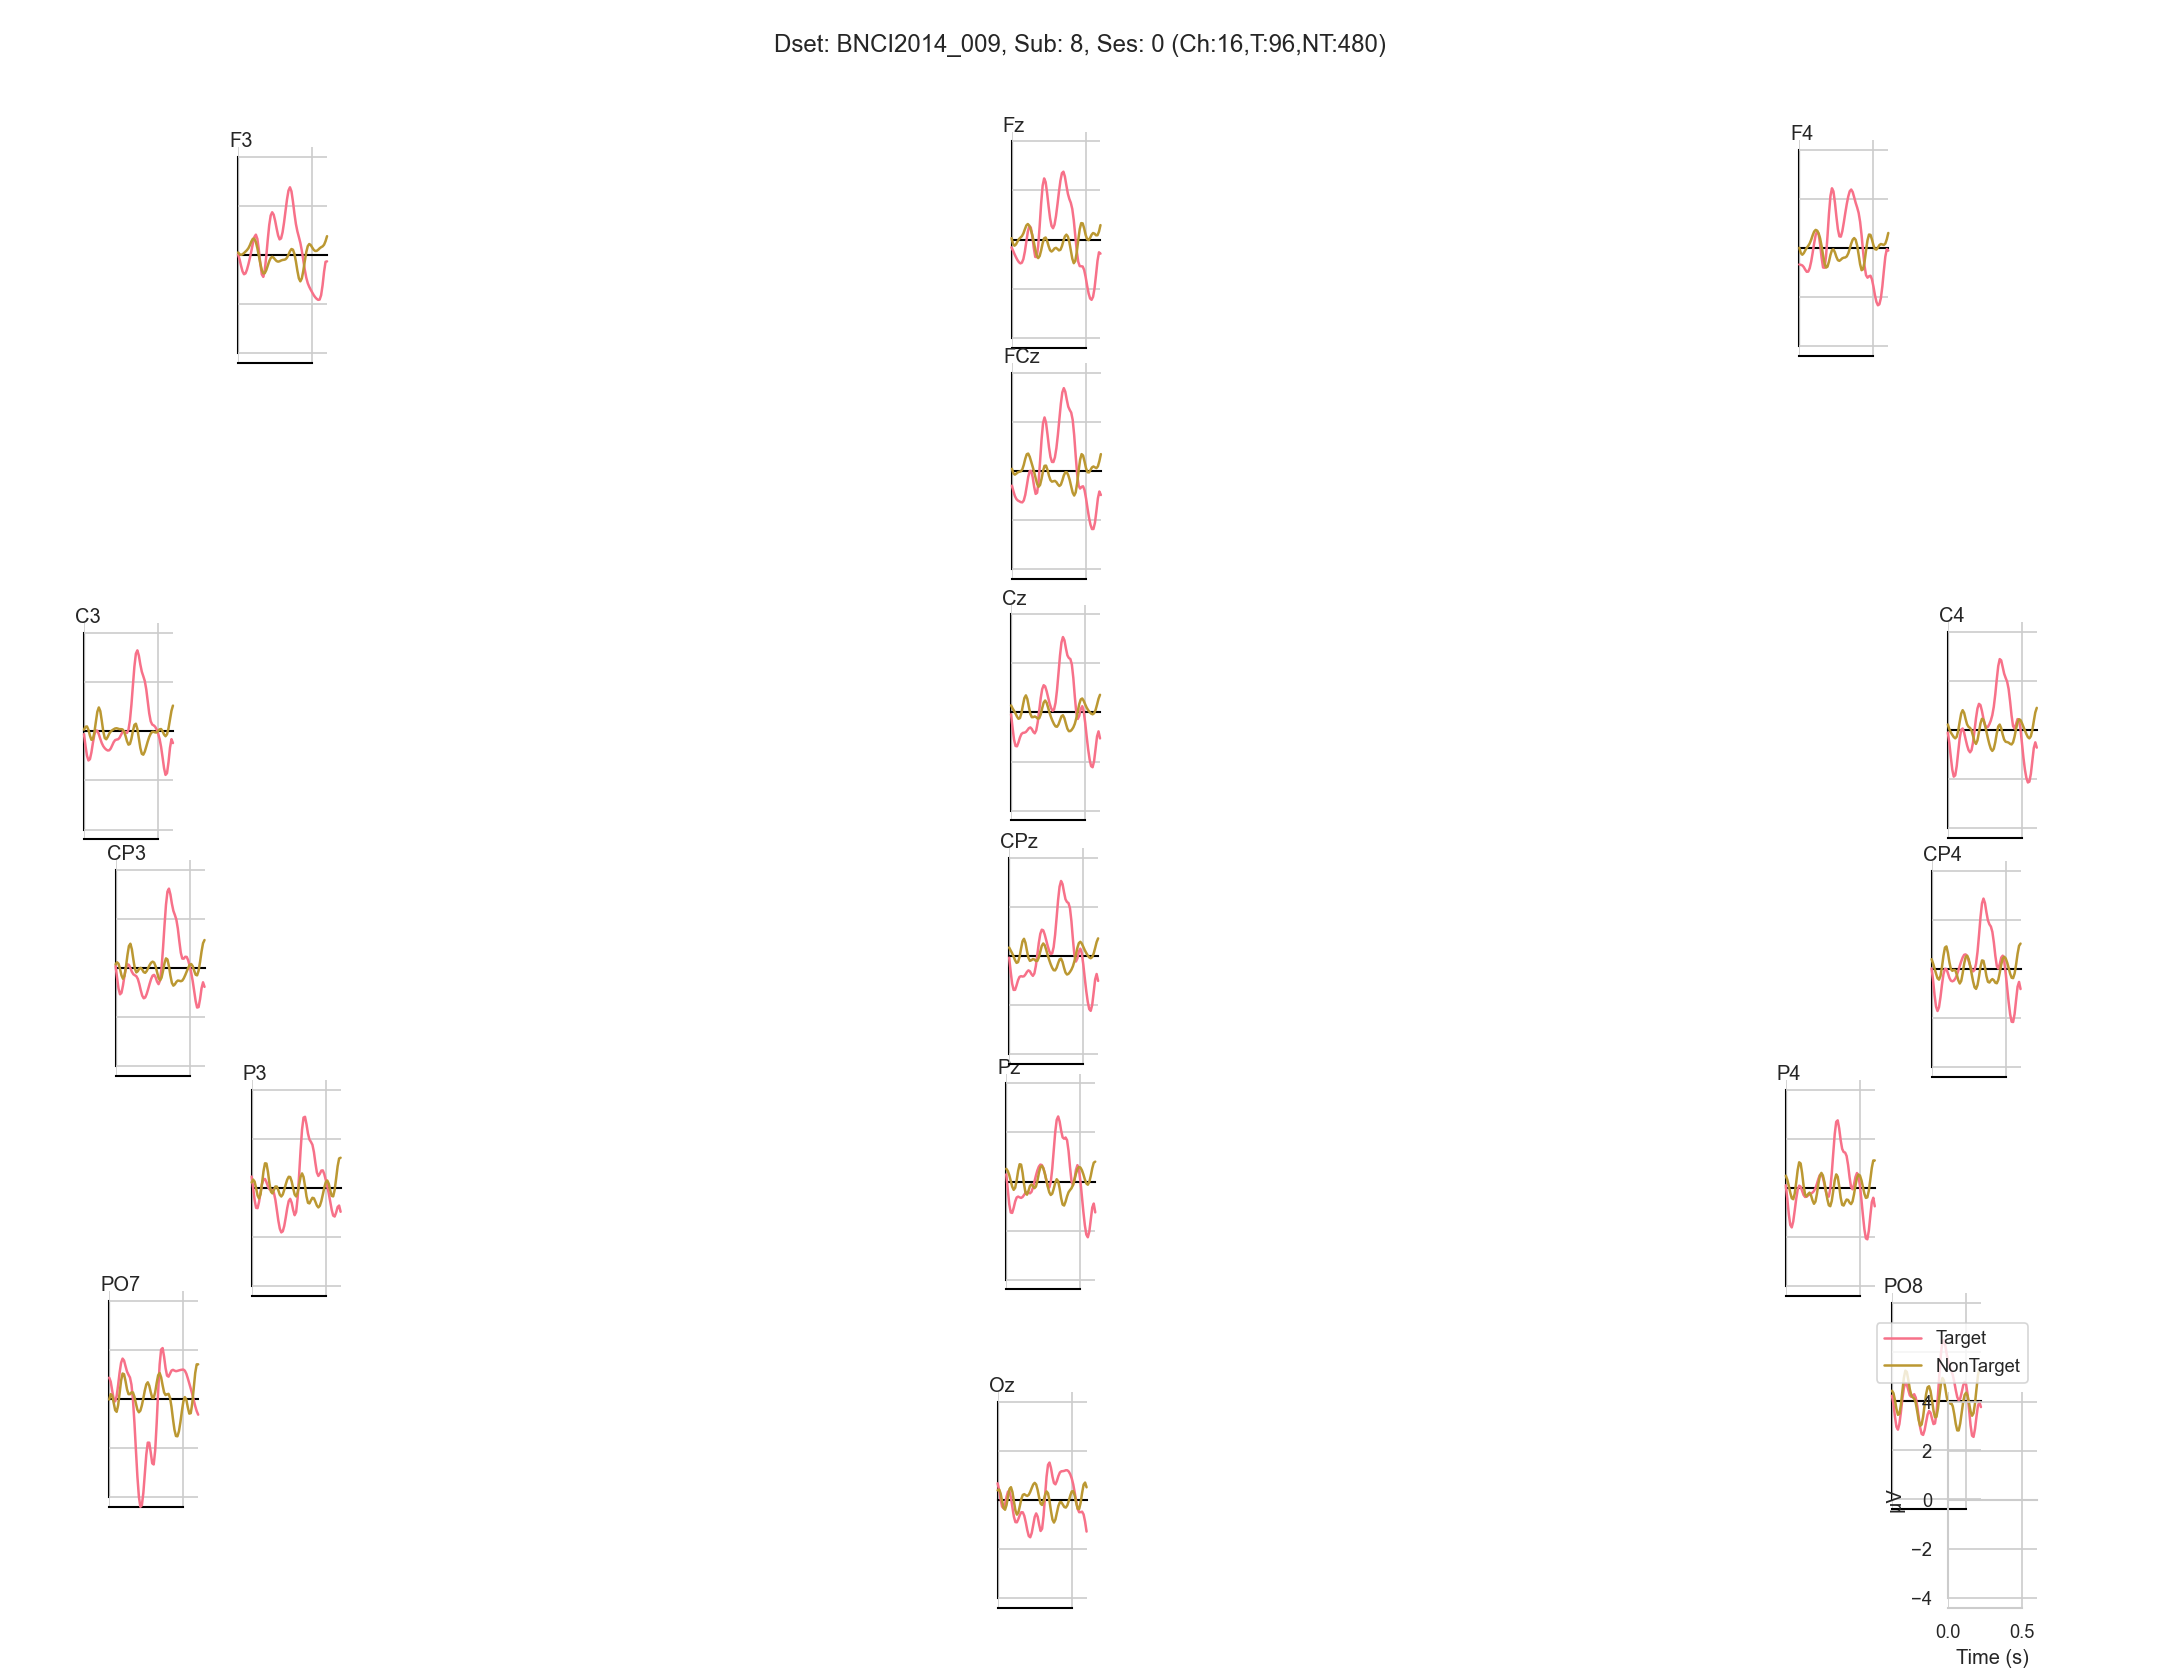 Dset: BNCI2014_009, Sub: 8, Ses: 0 (Ch:16,T:96,NT:480)
F3
Fz
F4
FCz
C3
Cz
C4
CP3
CPz
CP4
P3
Pz
P4
PO7
PO8
Target
NonTarget
Oz
4
2
0
−2
−4
µV
0.0 0.5
Time (s)